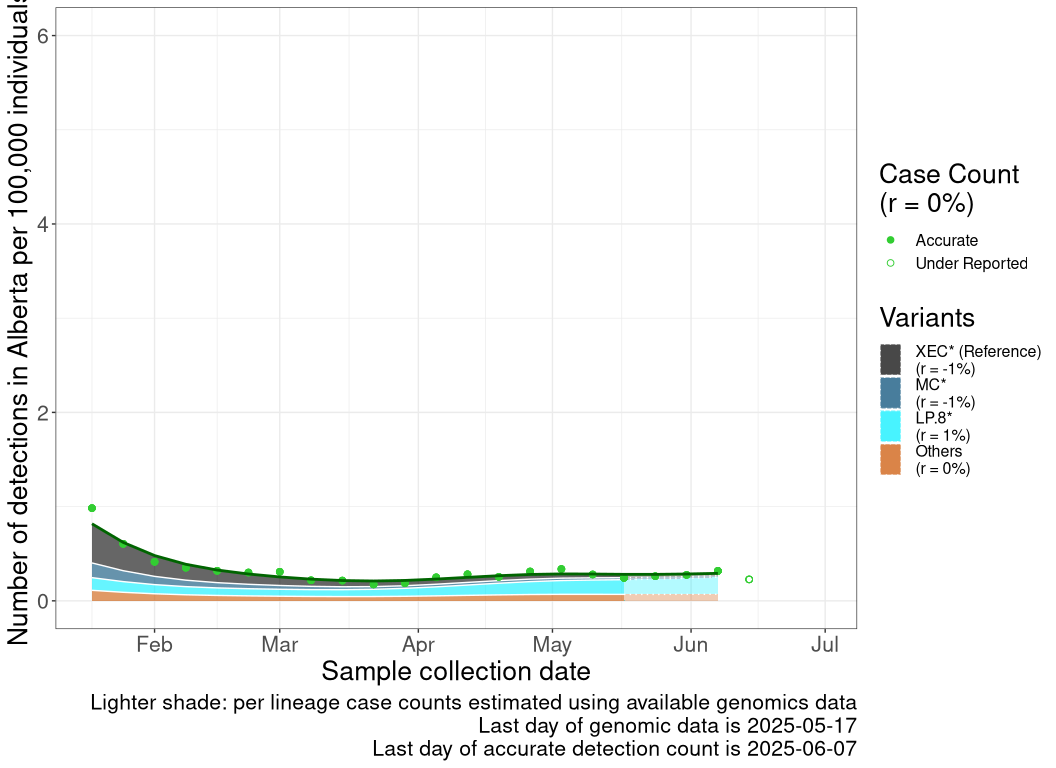 Number of detections in Alberta per 100,000 individuals
6
4
2
0
Feb
Mar
Apr
May
Jun
Jul
Sample collection date
Lighter shade: per lineage case counts estimated using available genomics data
Last day of genomic data is 2025-05-17
Last day of accurate detection count is 2025-06-07
Case Count
(r = 0%)
Accurate
Under Reported
Variants
XEC* (Reference)
(r = -1%)
MC*
(r = -1%)
LP.8*
(r = 1%)
Others
(r = 0%)